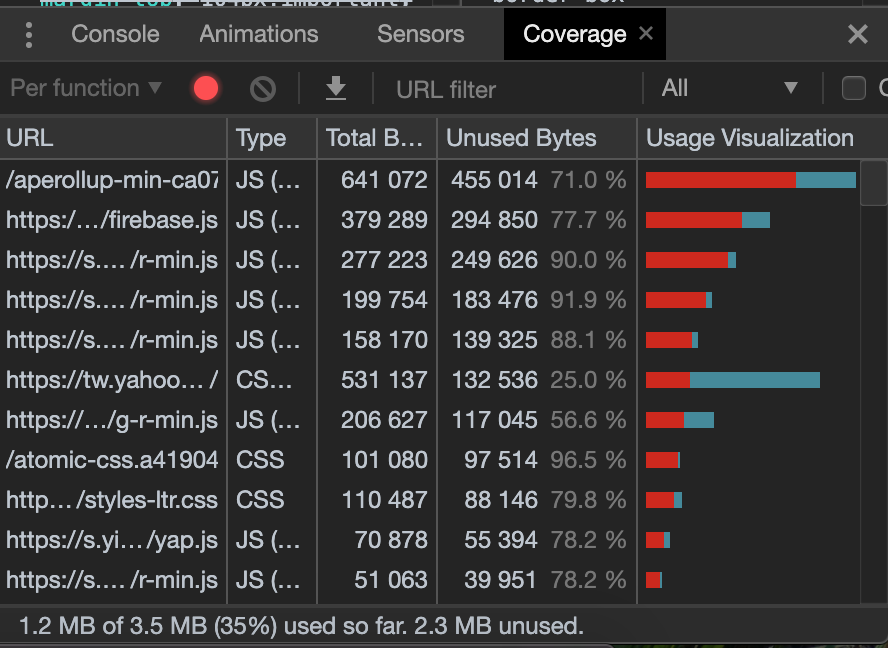 Console Animations Sensors Coverage ×
Per function ▼ URL filter All ▼
URL Type Total B… Unused Bytes Usage Visualization
/aperollup-min-ca07 JS (… 641 072 455 014 71.0 %
https:/…/firebase.js JS (… 379 289 294 850 77.7 %
https://s.… /r-min.js JS (… 277 223 249 626 90.0 %
https://s.… /r-min.js JS (… 199 754 183 476 91.9 %
https://s.… /r-min.js JS (… 158 170 139 325 88.1 %
https://tw.yahoo… / CS… 531 137 132 536 25.0 %
https://…/g-r-min.js JS (… 206 627 117 045 56.6 %
/atomic-css.a41904 CSS 101 080 97 514 96.5 %
http… /styles-ltr.css CSS 110 487 88 146 79.8 %
https://s.yi… /yap.js JS (… 70 878 55 394 78.2 %
https://s.… /r-min.js JS (… 51 063 39 951 78.2 %
1.2 MB of 3.5 MB (35%) used so far. 2.3 MB unused.